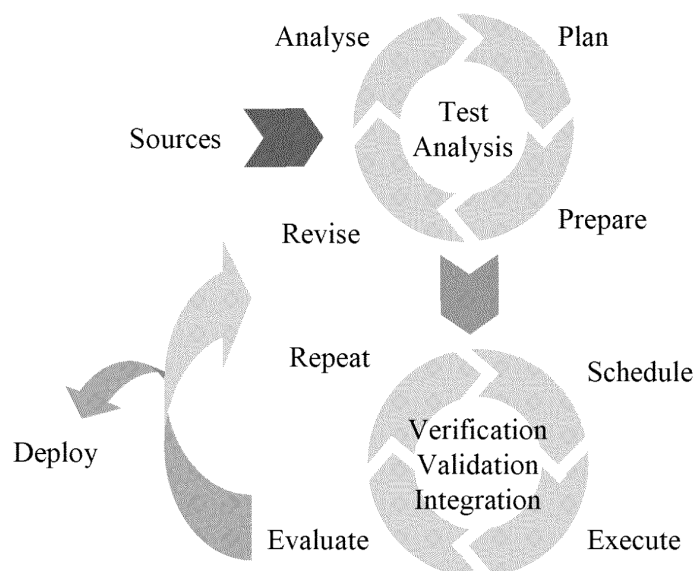 Analyse
Plan
Test
Analysis
Sources
Revise
Prepare
Repeat
Schedule
Verification
Validation
Integration
Deploy
Evaluate
Execute